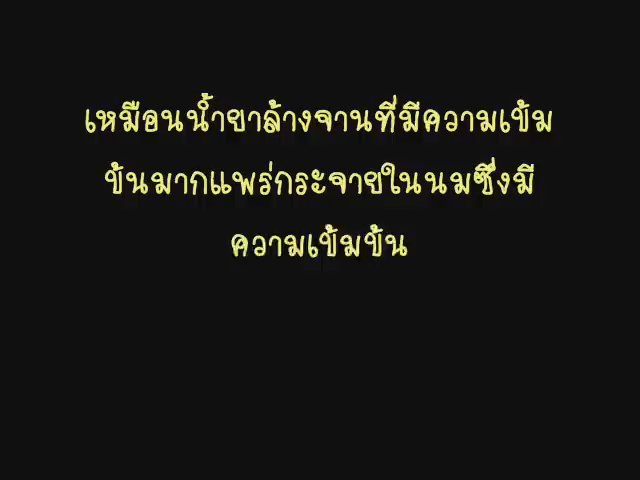 เหมือนน้ำยาล้างจานที่มีความเข้ม
ข้นมากแพร่กระจายในนมซึ่งมี
ความเข้มข้น